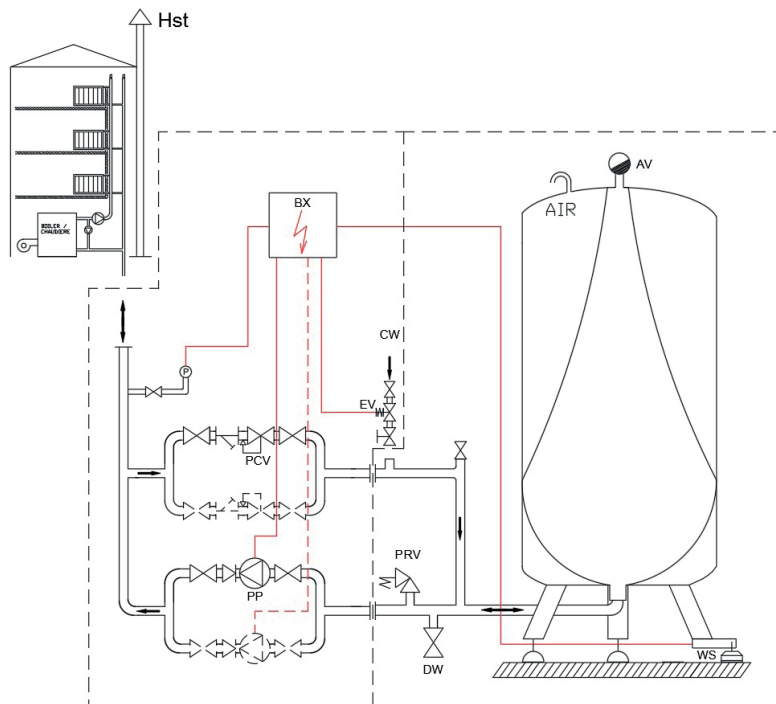 Hst
AV
BX
AIR
BOILER /
CHAUDIERE
CW
P
EV
PCV
PRV
PP
WS
DW